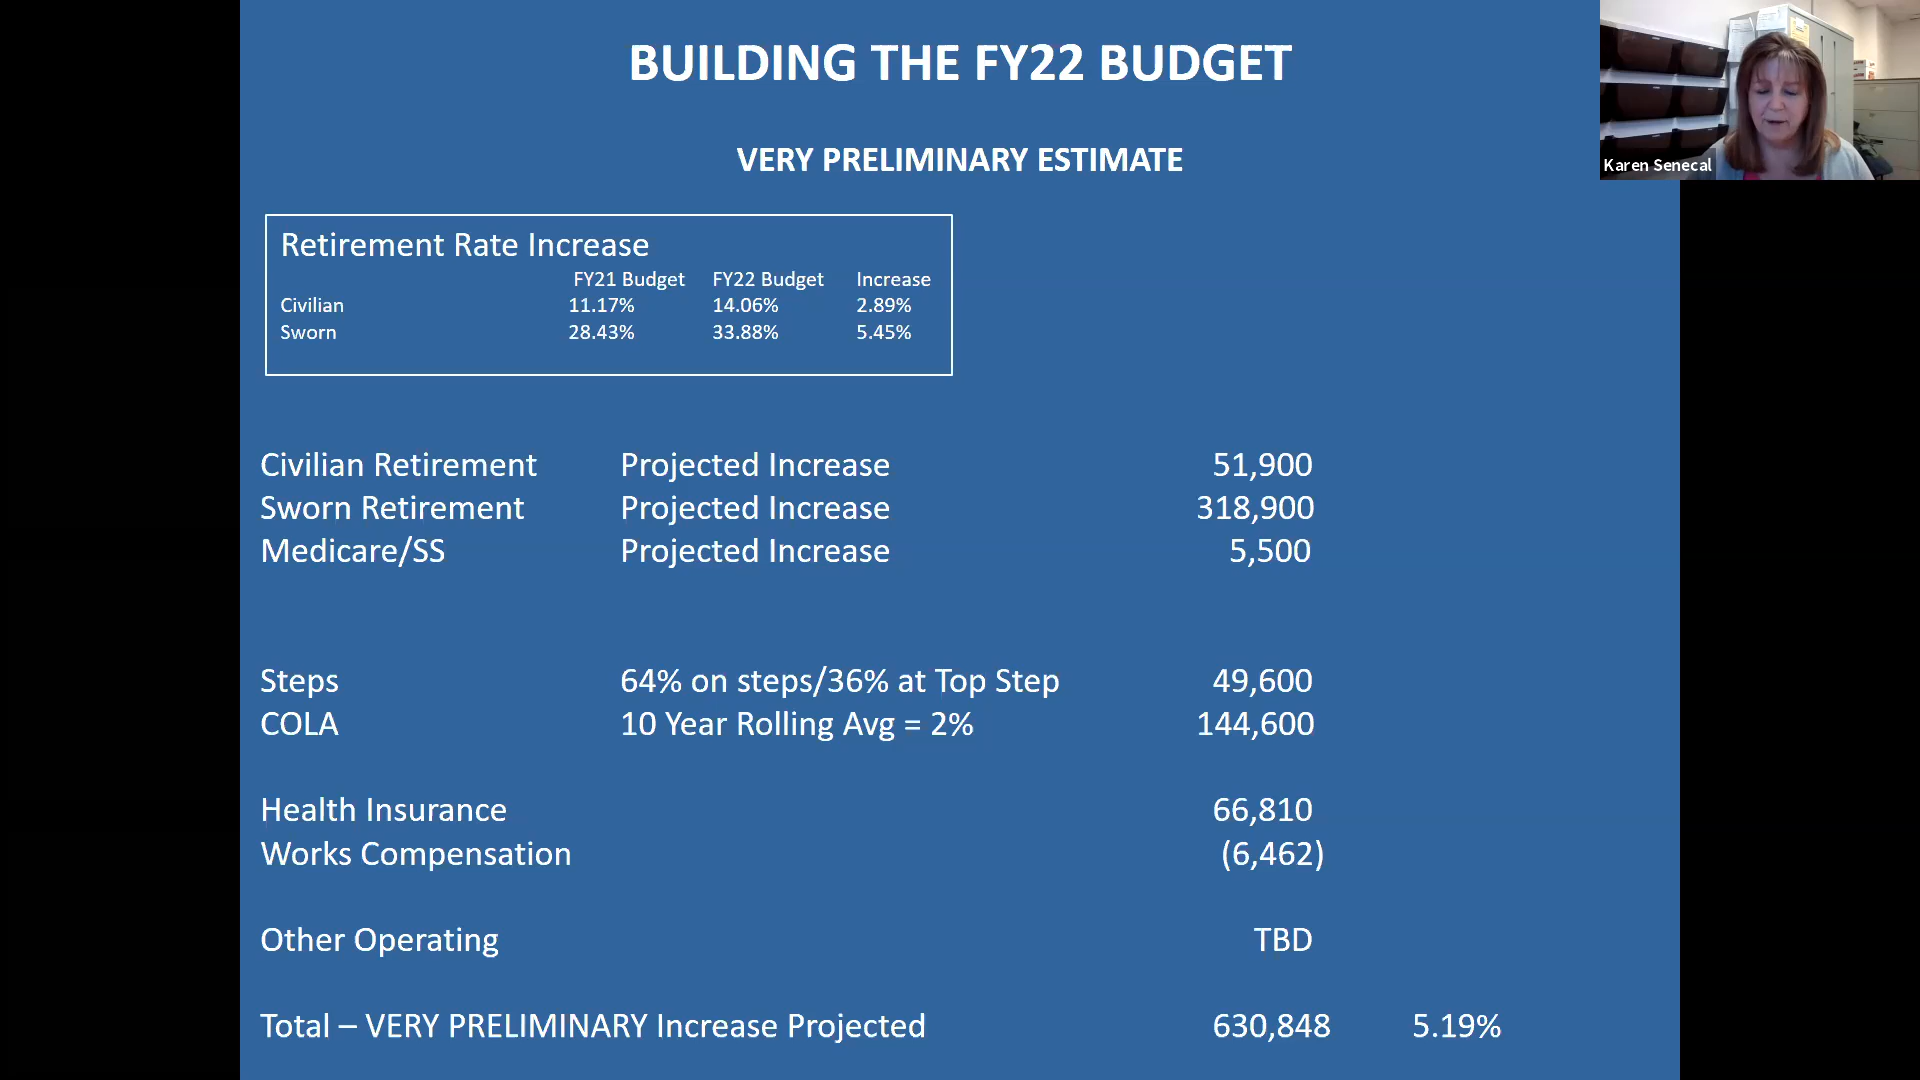 BUILDING THE FY22 BUDGET
VERY PRELIMINARY ESTIMATE
Karen Senecal
Retirement Rate Increase
FY21 Budget FY22 Budget Increase
Civilian 11.17% 14.06% 2.89%
Sworn 28.43% 33.88% 5.45%
Civilian Retirement Projected Increase 51,900
Sworn Retirement Projected Increase 318,900
Medicare/SS Projected Increase 5,500
Steps 64% on steps/36% at Top Step 49,600
COLA 10 Year Rolling Avg = 2% 144,600
Health Insurance 66,810
Works Compensation (6,462)
Other Operating TBD
Total – VERY PRELIMINARY Increase Projected 630,848 5.19%